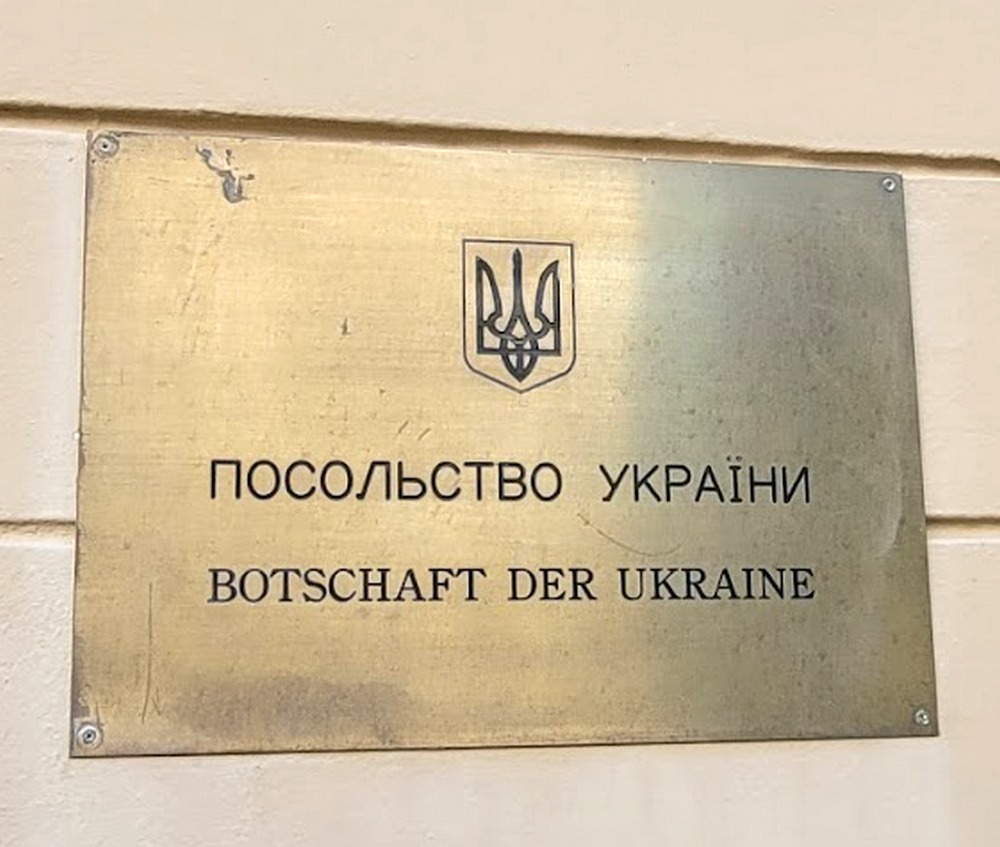 ПОСОЛЬСТВО УКРАЇНИ
BOTSCHAFT DER UKRAINE